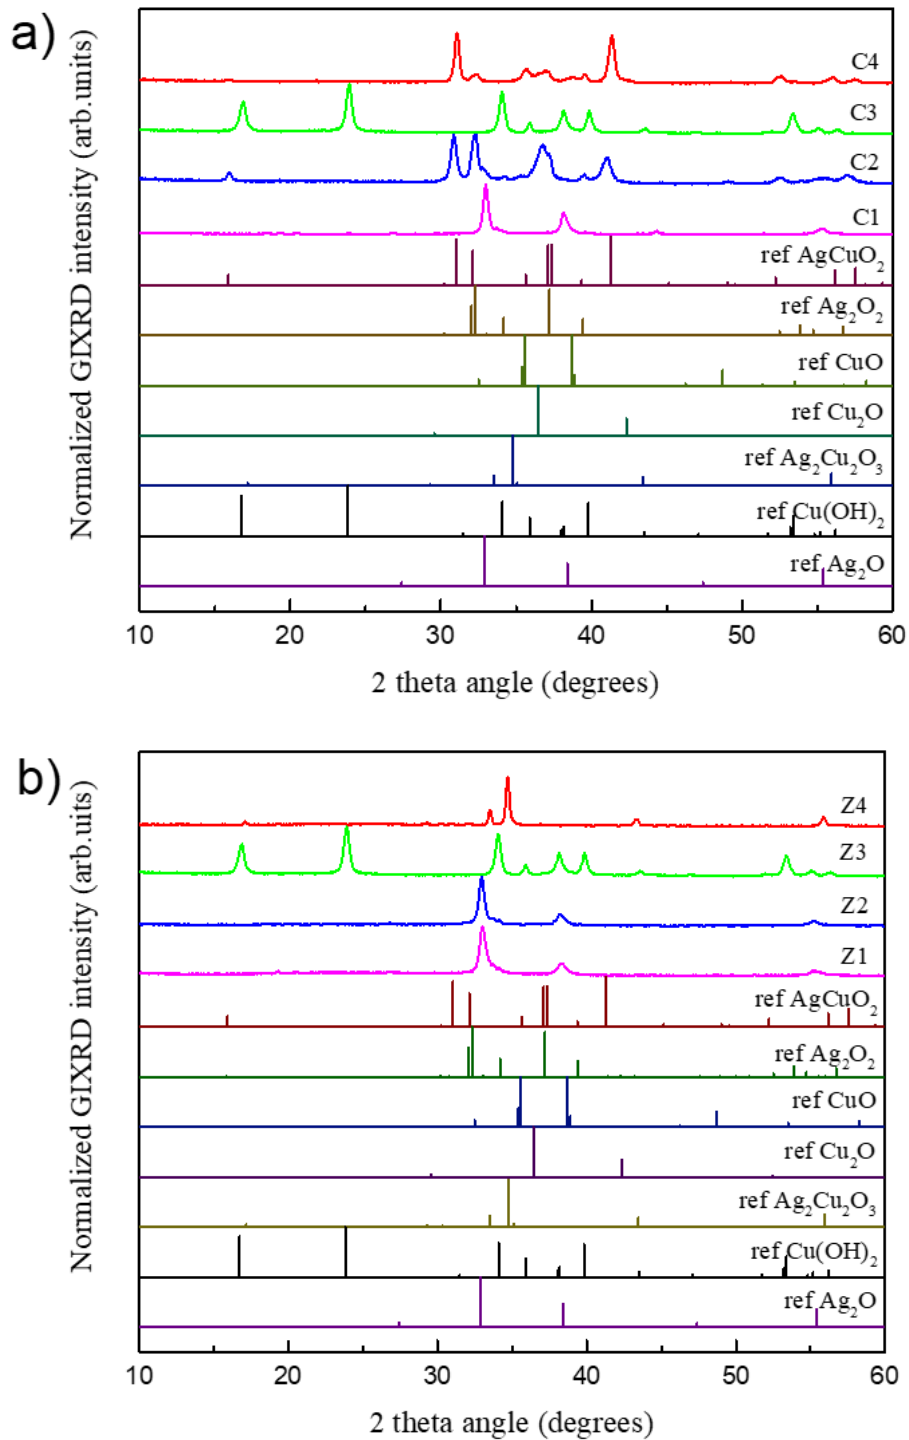 a)
Normalized GIXRD intensity (arb.units)
C4
C3
C2
C1
ref AgCuO2
ref Ag2O2
ref CuO
ref Cu2O
ref Ag2Cu2O3
ref Cu(OH)2
ref Ag2O
10 20 30 40 50 60
2 theta angle (degrees)
b)
Normalized GIXRD intensity (arb.uits)
Z4
Z3
Z2
Z1
ref AgCuO2
ref Ag2O2
ref CuO
ref Cu2O
ref Ag2Cu2O3
ref Cu(OH)2
ref Ag2O
10 20 30 40 50 60
2 theta angle (degrees)